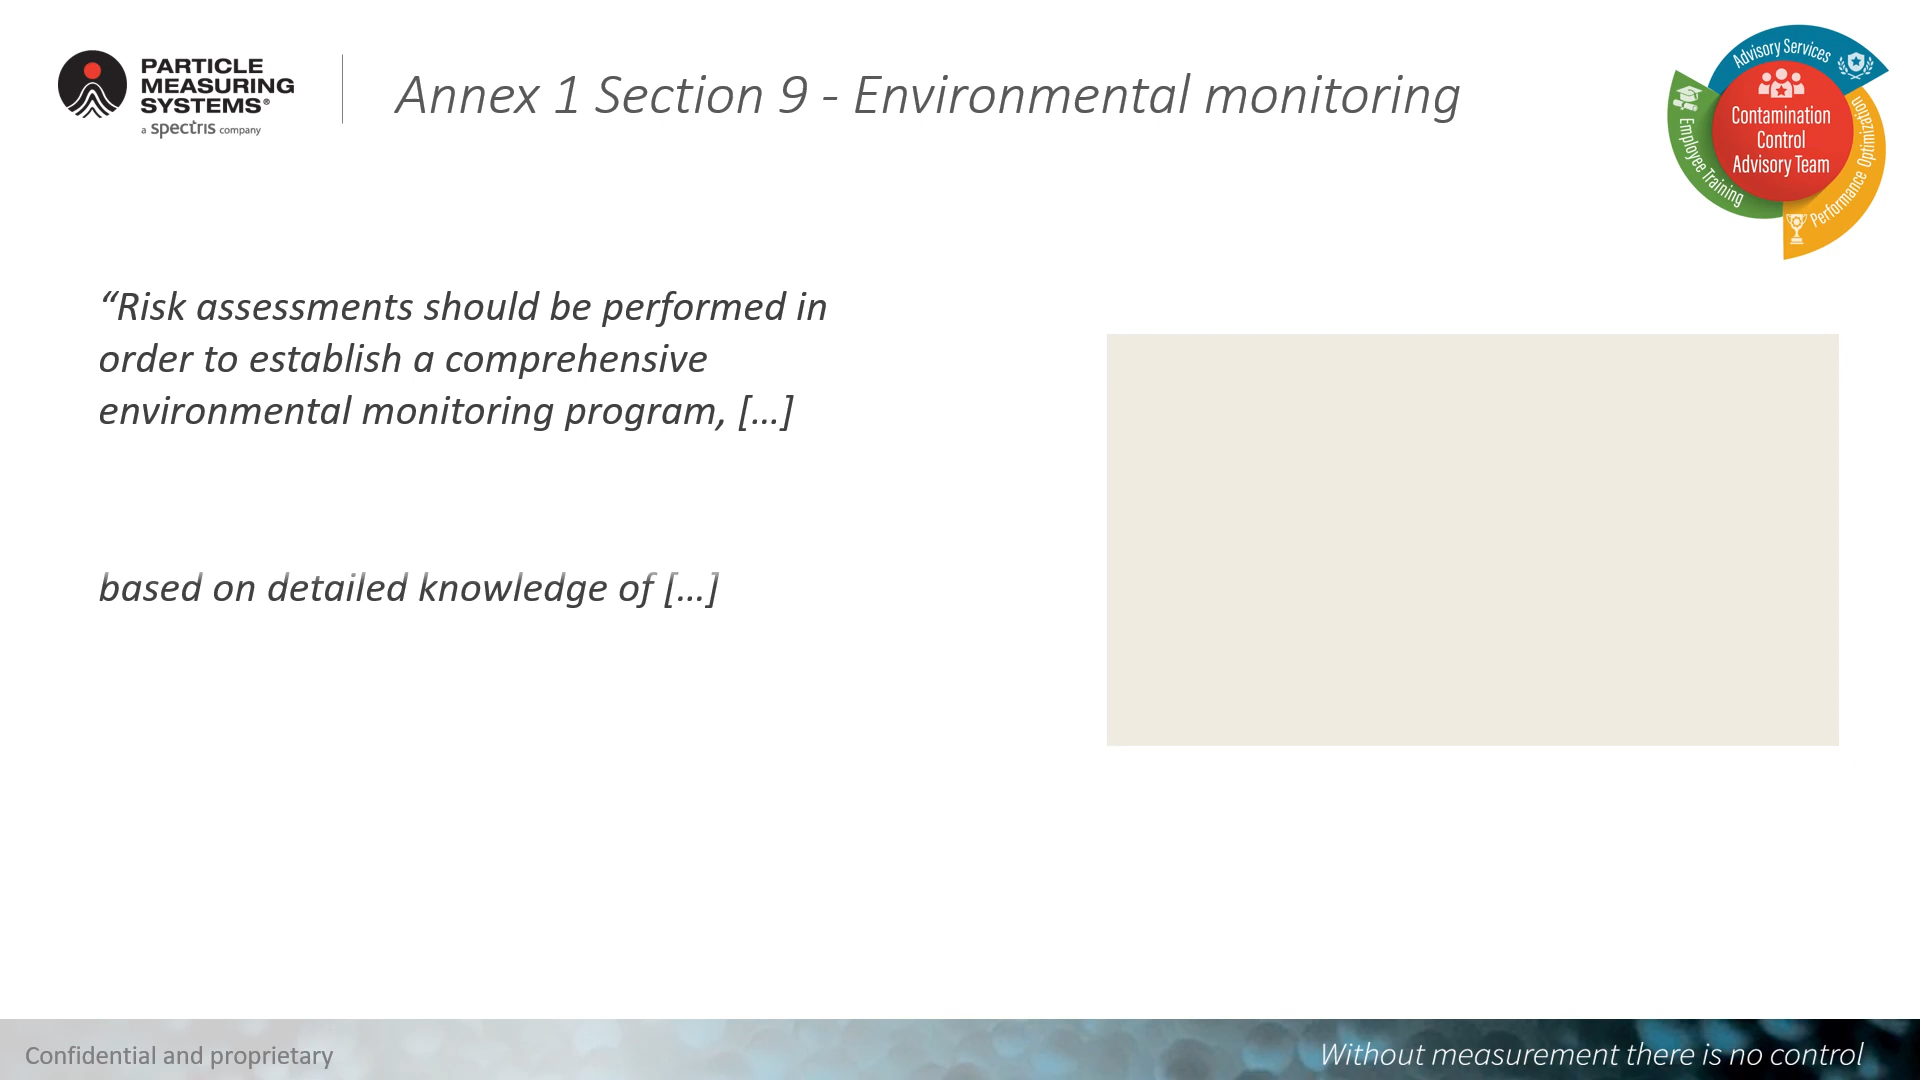 PARTICLE
MEASURING
SYSTEMS®
a spectris company
Annex 1 Section 9 - Environmental monitoring
Advisory Services
Employee Training
Contamination
Control
Advisory Team
Performance Optimization
“Risk assessments should be performed in
order to establish a comprehensive
environmental monitoring program, […]
based on detailed knowledge of […]
Confidential and proprietary
Without measurement there is no control